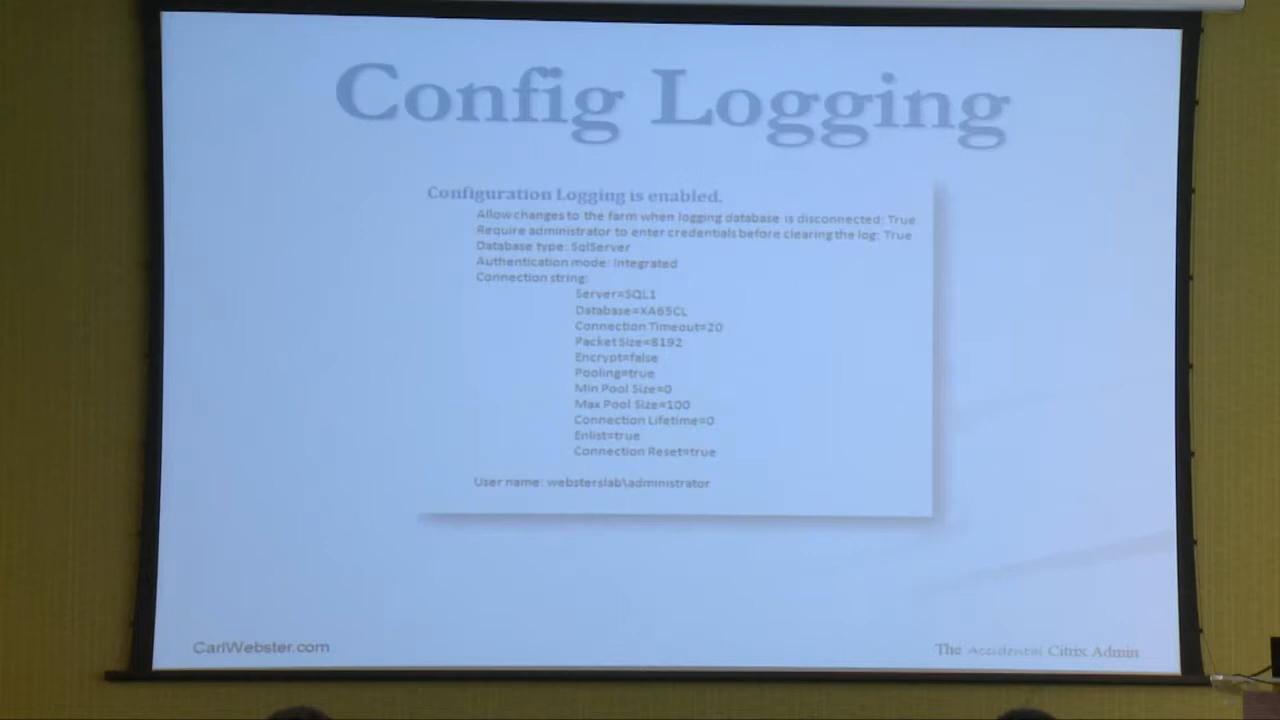 Config Logging
Configuration Logging is enabled.
Allow changes to the farm when logging database is disconnected: True
Require administrator to enter credentials before clearing the log: True
Database type: SqlServer
Authentication mode: Integrated
Connection string:
Server=SQL1
Database=XA65CL
Connection Timeout=20
Packet Size=8192
Encrypt=false
Pooling=true
Min Pool Size=0
Max Pool Size=100
Connection Lifetime=0
Enlist=true
Connection Reset=true
User name: websterslab\administrator
CarlWebster.com
The Accidental Citrix Admin